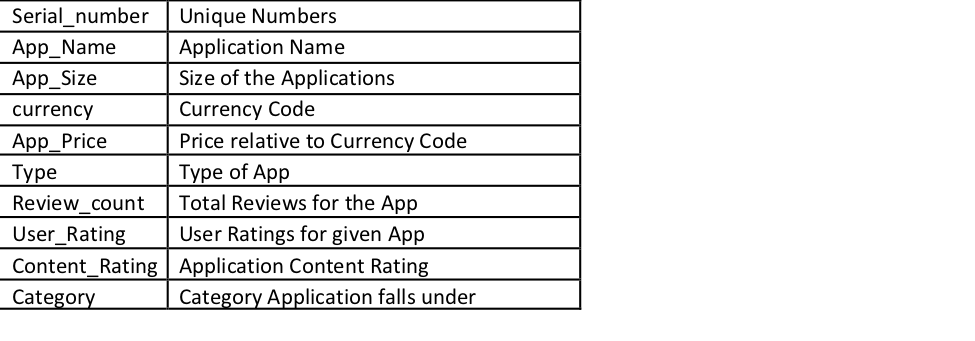 Serial_number Unique Numbers
App_Name Application Name
App_Size Size of the Applications
currency Currency Code
App_Price Price relative to Currency Code
Type Type of App
Review_count Total Reviews for the App
User_Rating User Ratings for given App
Content_Rating Application Content Rating
Category Category Application falls under